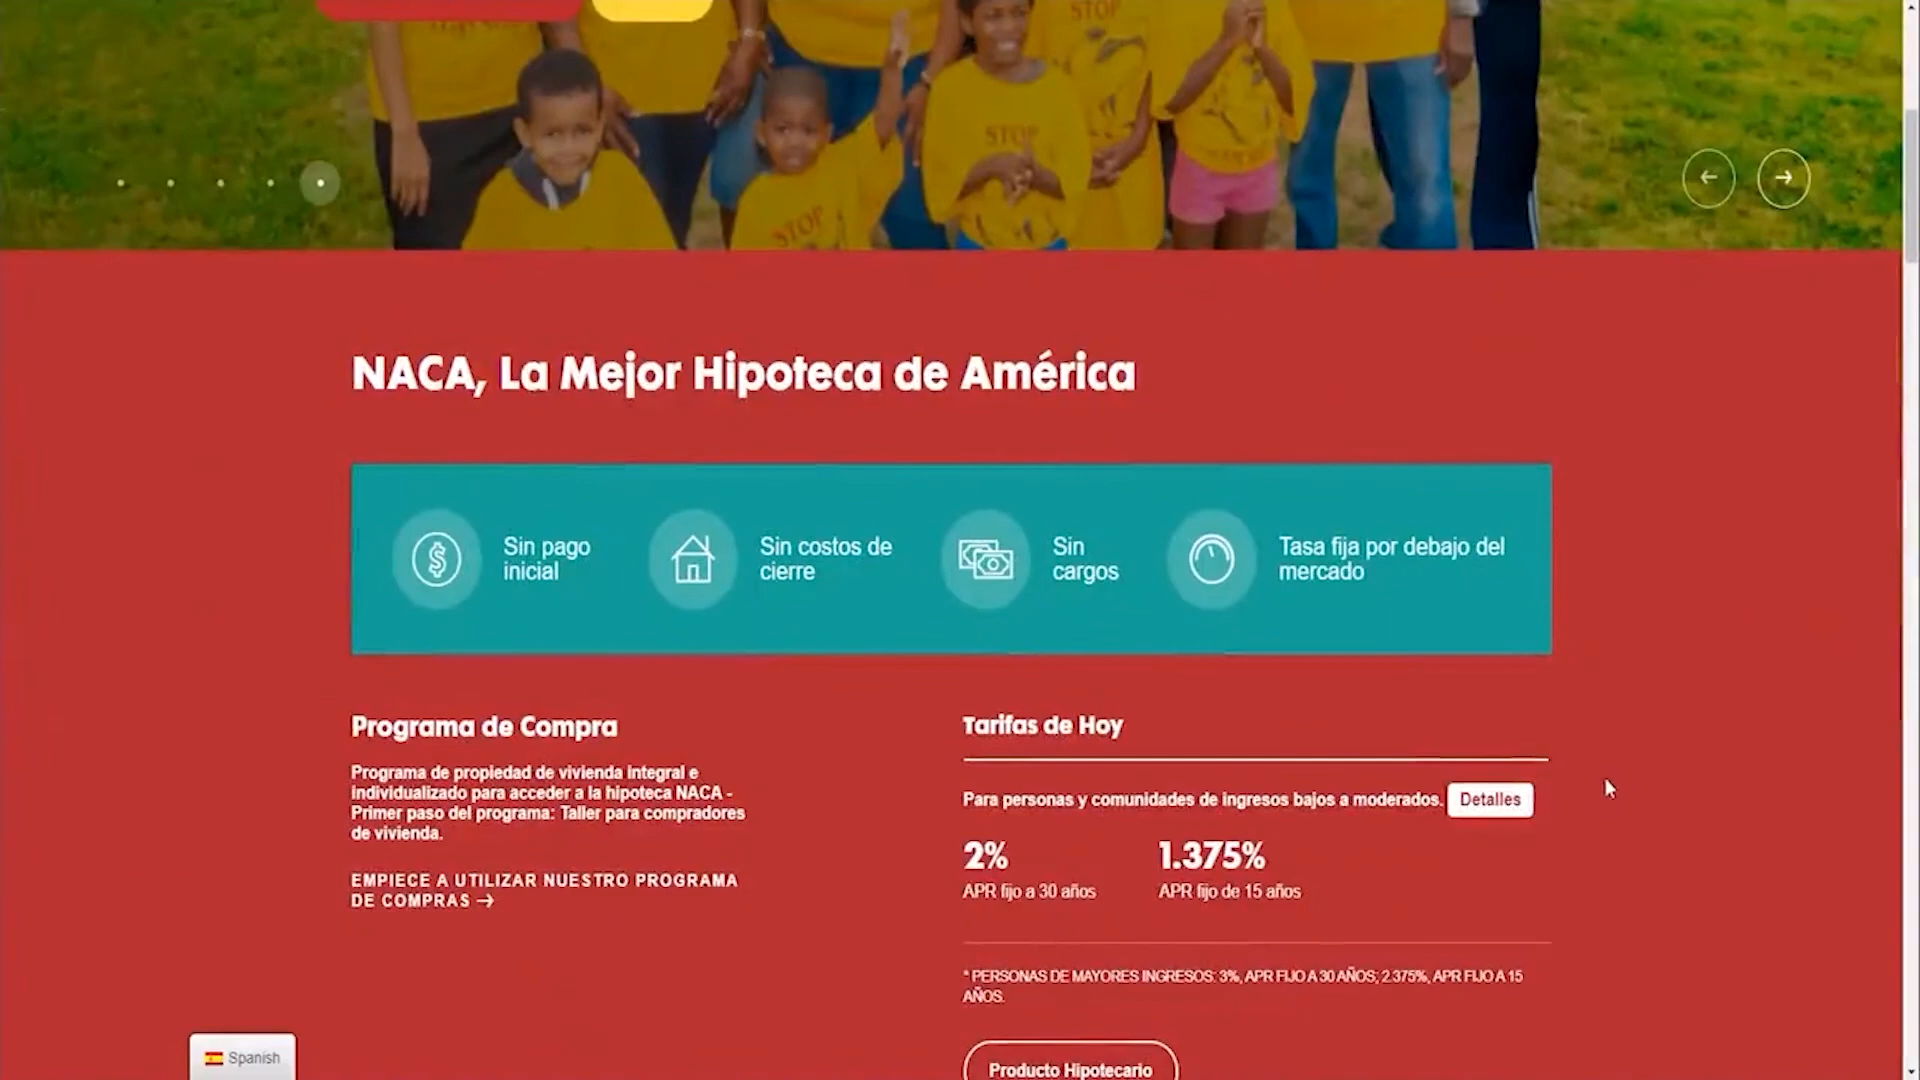 STOP
STOP
STOP
NACA, La Mejor Hipoteca de América
Sin pago
inicial
Sin costos de
cierre
Sin
cargos
Tasa fija por debajo del
mercado
Programa de Compra
Programa de propiedad de vivienda integral e
individualizado para acceder a la hipoteca NACA -
Primer paso del programa: Taller para compradores
de vivienda.
EMPIECE A UTILIZAR NUESTRO PROGRAMA
DE COMPRAS →
Tarifas de Hoy
Para personas y comunidades de ingresos bajos a moderados. Detalles
2% 1.375%
APR fijo a 30 años APR fijo de 15 años
* PERSONAS DE MAYORES INGRESOS: 3%, APR FIJO A 30 AÑOS; 2.375%, APR FIJO A 15
AÑOS.
Producto Hipotecario
Spanish